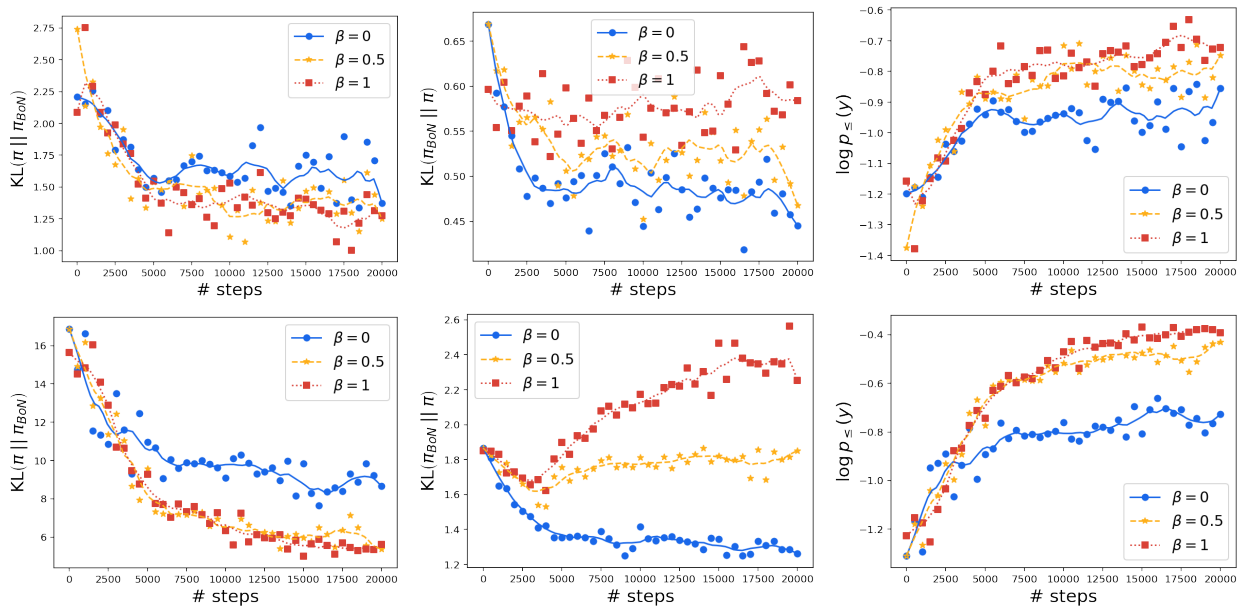 2.75
2.50
2.25
2.00
1.75
1.50
1.25
1.00
KL(π || π_BoN)
β = 0
β = 0.5
β = 1
0 2500 5000 7500 10000 12500 15000 17500 20000
# steps
0.65
0.60
0.55
0.50
0.45
KL(π_BoN || π)
β = 0
β = 0.5
β = 1
0 2500 5000 7500 10000 12500 15000 17500 20000
# steps
−0.6
−0.7
−0.8
−0.9
−1.0
−1.1
−1.2
−1.3
−1.4
log p_≤(y)
β = 0
β = 0.5
β = 1
0 2500 5000 7500 10000 12500 15000 17500 20000
# steps
16
14
12
10
8
6
KL(π || π_BoN)
β = 0
β = 0.5
β = 1
0 2500 5000 7500 10000 12500 15000 17500 20000
# steps
2.6
2.4
2.2
2.0
1.8
1.6
1.4
1.2
KL(π_BoN || π)
β = 0
β = 0.5
β = 1
0 2500 5000 7500 10000 12500 15000 17500 20000
# steps
−0.4
−0.6
−0.8
−1.0
−1.2
log p_≤(y)
β = 0
β = 0.5
β = 1
0 2500 5000 7500 10000 12500 15000 17500 20000
# steps